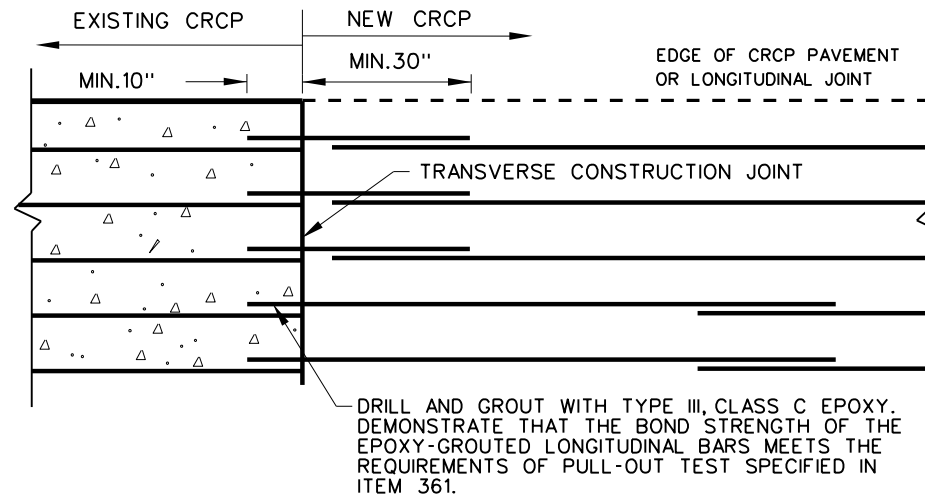 EXISTING CRCP
NEW CRCP
MIN.10"
MIN.30"
EDGE OF CRCP PAVEMENT
OR LONGITUDINAL JOINT
TRANSVERSE CONSTRUCTION JOINT
DRILL AND GROUT WITH TYPE III, CLASS C EPOXY.
DEMONSTRATE THAT THE BOND STRENGTH OF THE
EPOXY-GROUTED LONGITUDINAL BARS MEETS THE
REQUIREMENTS OF PULL-OUT TEST SPECIFIED IN
ITEM 361.